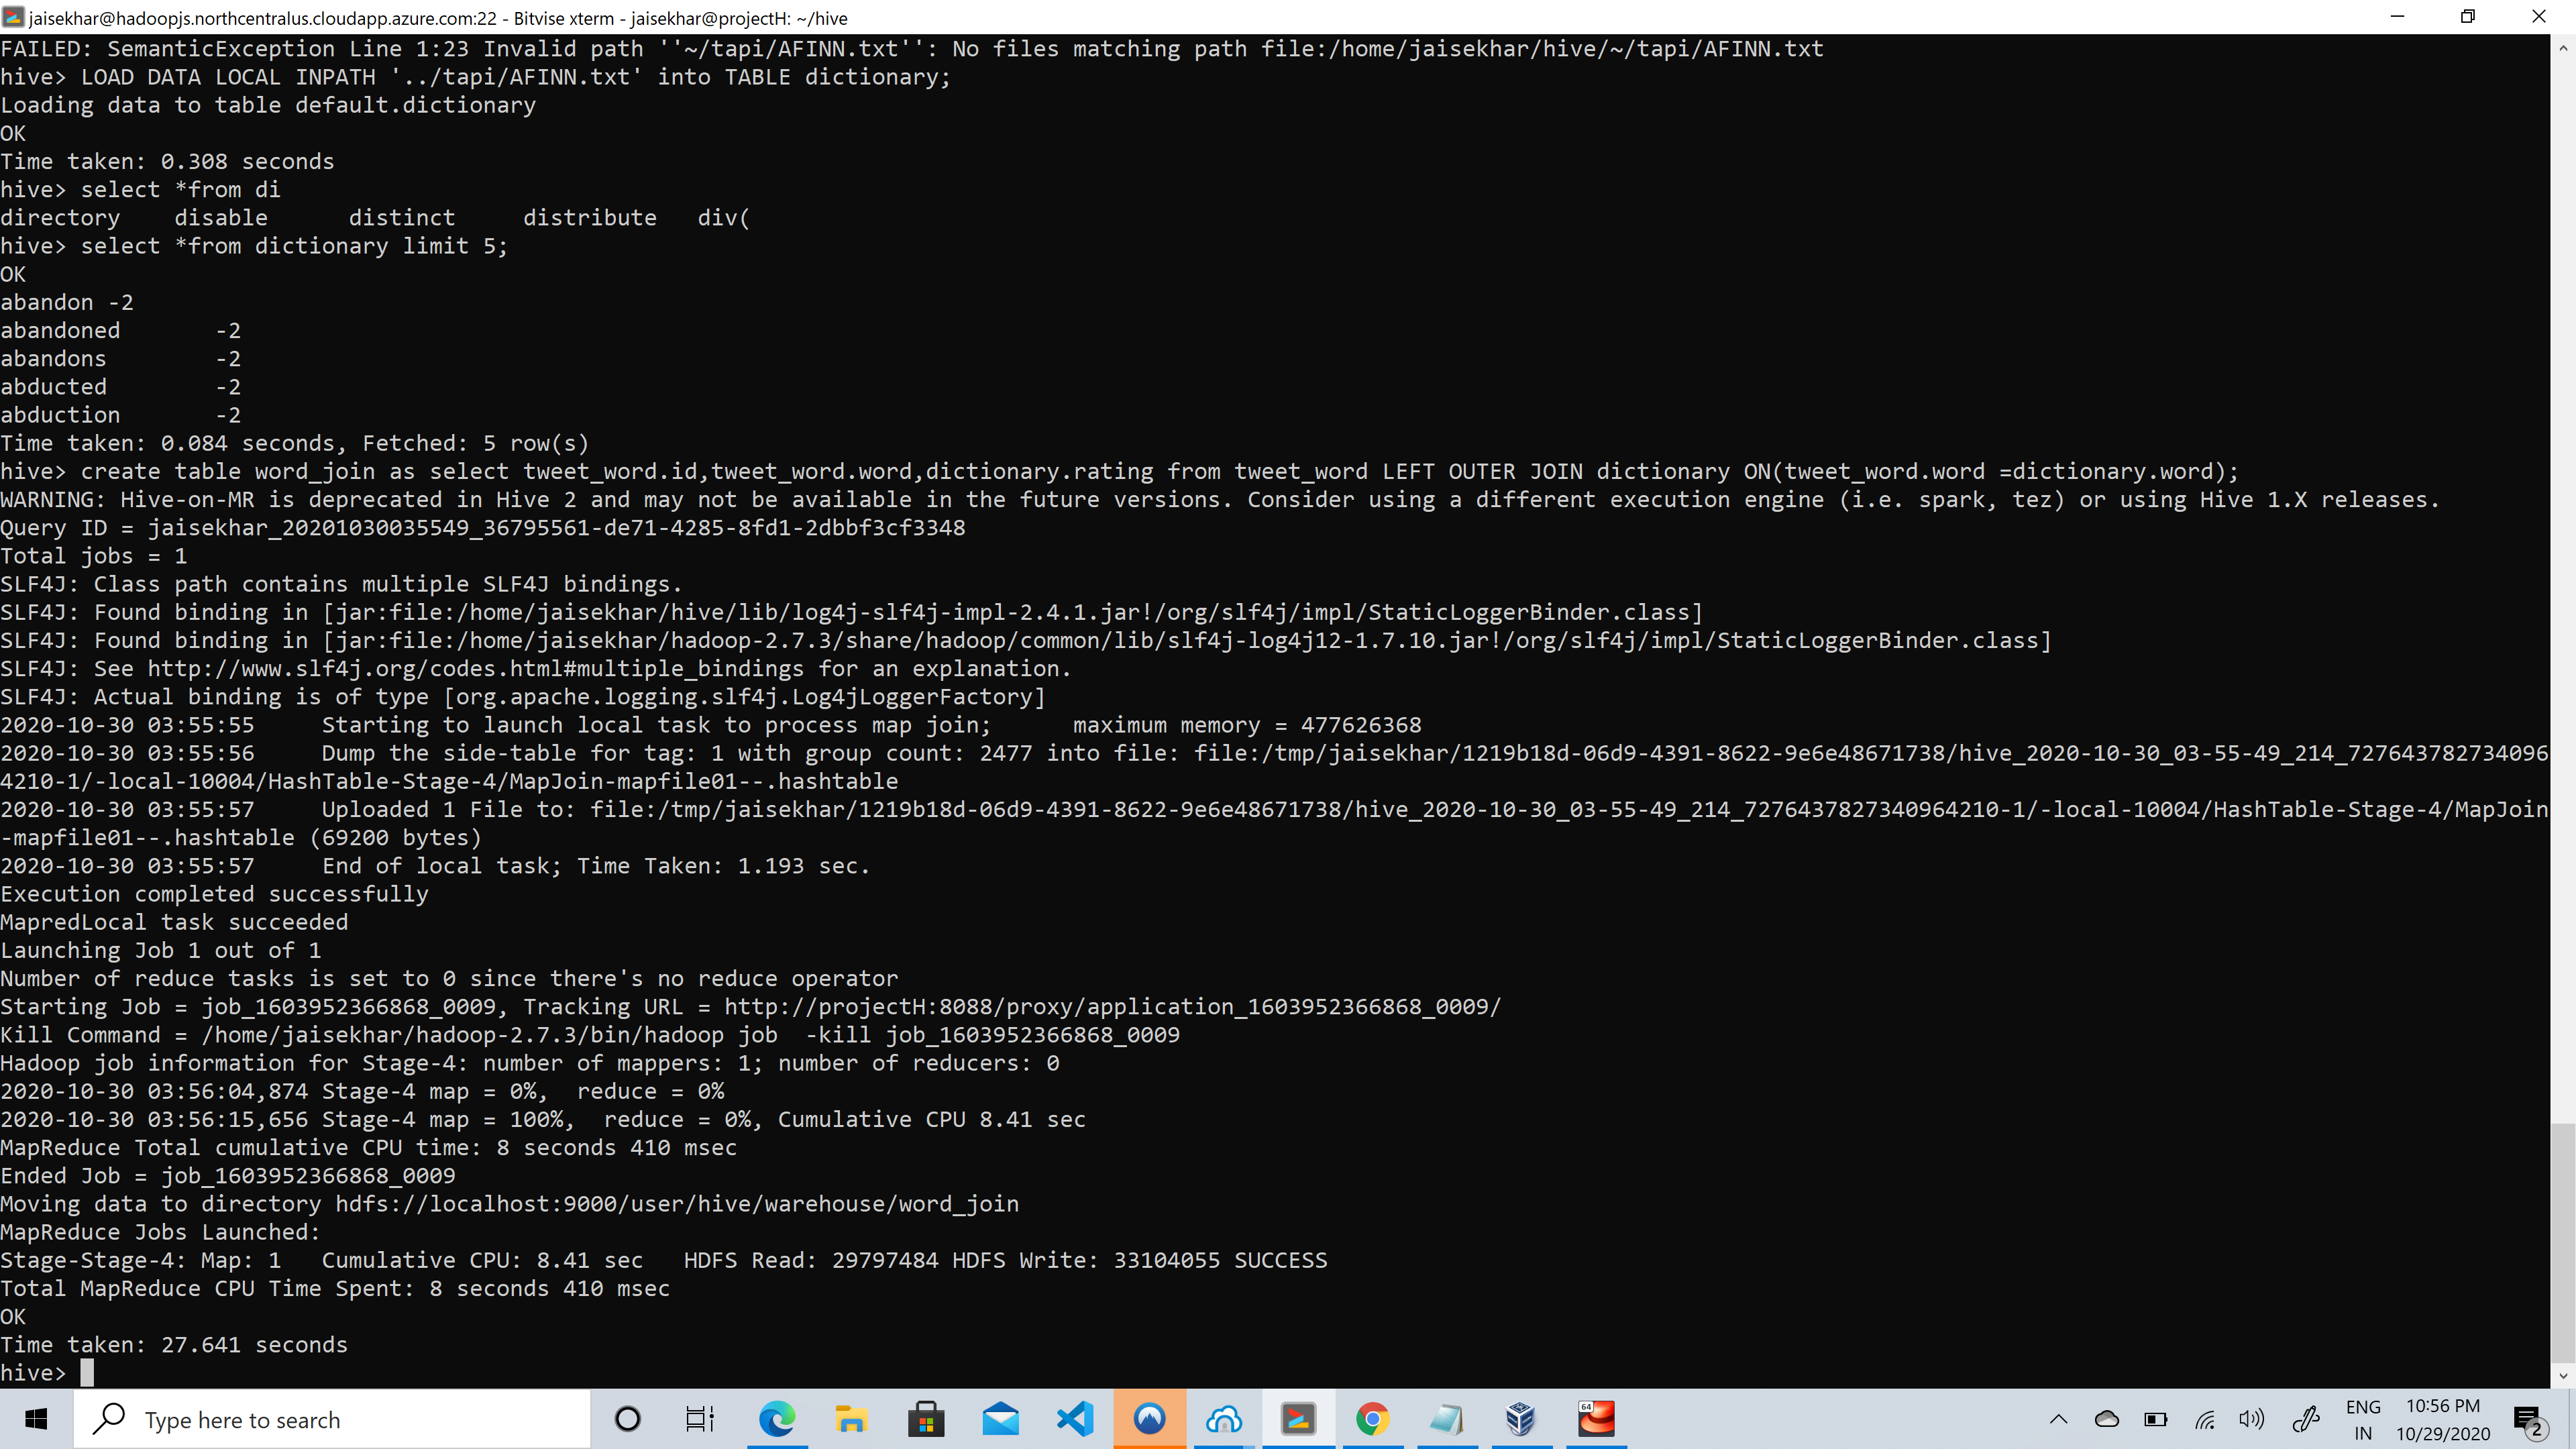 jaisekhar@hadoopjs.northcentralus.cloudapp.azure.com:22 - Bitvise xterm - jaisekhar@projectH: ~/hive
FAILED: SemanticException Line 1:23 Invalid path ''~/tapi/AFINN.txt'': No files matching path file:/home/jaisekhar/hive/~/tapi/AFINN.txt
hive> LOAD DATA LOCAL INPATH '../tapi/AFINN.txt' into TABLE dictionary;
Loading data to table default.dictionary
OK
Time taken: 0.308 seconds
hive> select *from di
directory    disable      distinct     distribute   div(
hive> select *from dictionary limit 5;
OK
abandon -2
abandoned       -2
abandons        -2
abducted        -2
abduction       -2
Time taken: 0.084 seconds, Fetched: 5 row(s)
hive> create table word_join as select tweet_word.id,tweet_word.word,dictionary.rating from tweet_word LEFT OUTER JOIN dictionary ON(tweet_word.word =dictionary.word);
WARNING: Hive-on-MR is deprecated in Hive 2 and may not be available in the future versions. Consider using a different execution engine (i.e. spark, tez) or using Hive 1.X releases.
Query ID = jaisekhar_20201030035549_36795561-de71-4285-8fd1-2dbbf3cf3348
Total jobs = 1
SLF4J: Class path contains multiple SLF4J bindings.
SLF4J: Found binding in [jar:file:/home/jaisekhar/hive/lib/log4j-slf4j-impl-2.4.1.jar!/org/slf4j/impl/StaticLoggerBinder.class]
SLF4J: Found binding in [jar:file:/home/jaisekhar/hadoop-2.7.3/share/hadoop/common/lib/slf4j-log4j12-1.7.10.jar!/org/slf4j/impl/StaticLoggerBinder.class]
SLF4J: See http://www.slf4j.org/codes.html#multiple_bindings for an explanation.
SLF4J: Actual binding is of type [org.apache.logging.slf4j.Log4jLoggerFactory]
2020-10-30 03:55:55     Starting to launch local task to process map join;      maximum memory = 477626368
2020-10-30 03:55:56     Dump the side-table for tag: 1 with group count: 2477 into file: file:/tmp/jaisekhar/1219b18d-06d9-4391-8622-9e6e48671738/hive_2020-10-30_03-55-49_214_727643782734096
4210-1/-local-10004/HashTable-Stage-4/MapJoin-mapfile01--.hashtable
2020-10-30 03:55:57     Uploaded 1 File to: file:/tmp/jaisekhar/1219b18d-06d9-4391-8622-9e6e48671738/hive_2020-10-30_03-55-49_214_7276437827340964210-1/-local-10004/HashTable-Stage-4/MapJoin
-mapfile01--.hashtable (69200 bytes)
2020-10-30 03:55:57     End of local task; Time Taken: 1.193 sec.
Execution completed successfully
MapredLocal task succeeded
Launching Job 1 out of 1
Number of reduce tasks is set to 0 since there's no reduce operator
Starting Job = job_1603952366868_0009, Tracking URL = http://projectH:8088/proxy/application_1603952366868_0009/
Kill Command = /home/jaisekhar/hadoop-2.7.3/bin/hadoop job  -kill job_1603952366868_0009
Hadoop job information for Stage-4: number of mappers: 1; number of reducers: 0
2020-10-30 03:56:04,874 Stage-4 map = 0%,  reduce = 0%
2020-10-30 03:56:15,656 Stage-4 map = 100%,  reduce = 0%, Cumulative CPU 8.41 sec
MapReduce Total cumulative CPU time: 8 seconds 410 msec
Ended Job = job_1603952366868_0009
Moving data to directory hdfs://localhost:9000/user/hive/warehouse/word_join
MapReduce Jobs Launched:
Stage-Stage-4: Map: 1   Cumulative CPU: 8.41 sec   HDFS Read: 29797484 HDFS Write: 33104055 SUCCESS
Total MapReduce CPU Time Spent: 8 seconds 410 msec
OK
Time taken: 27.641 seconds
hive>
Type here to search
64
ENG
IN
10:56 PM
10/29/2020
2